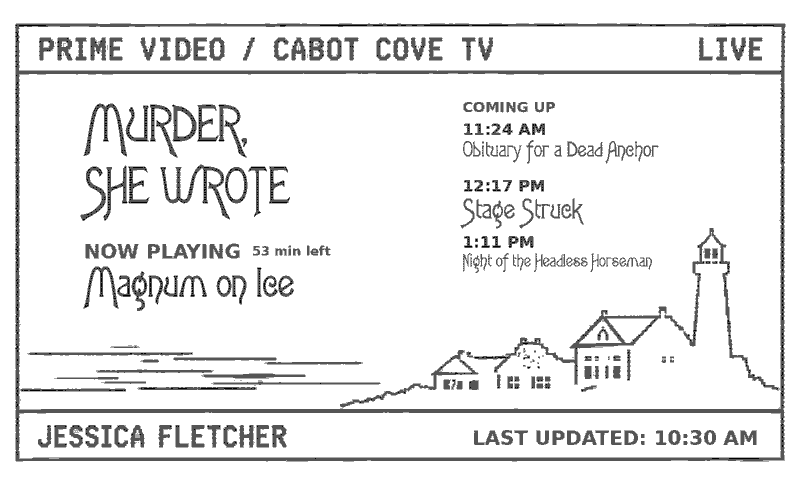 PRIME VIDEO / CABOT COVE TV
LIVE
MURDER,
SHE WROTE
NOW PLAYING 53 min left
Magnum on Ice
COMING UP
11:24 AM
Obituary for a Dead Anchor
12:17 PM
Stage Struck
1:11 PM
Night of the Headless Horseman
JESSICA FLETCHER
LAST UPDATED: 10:30 AM